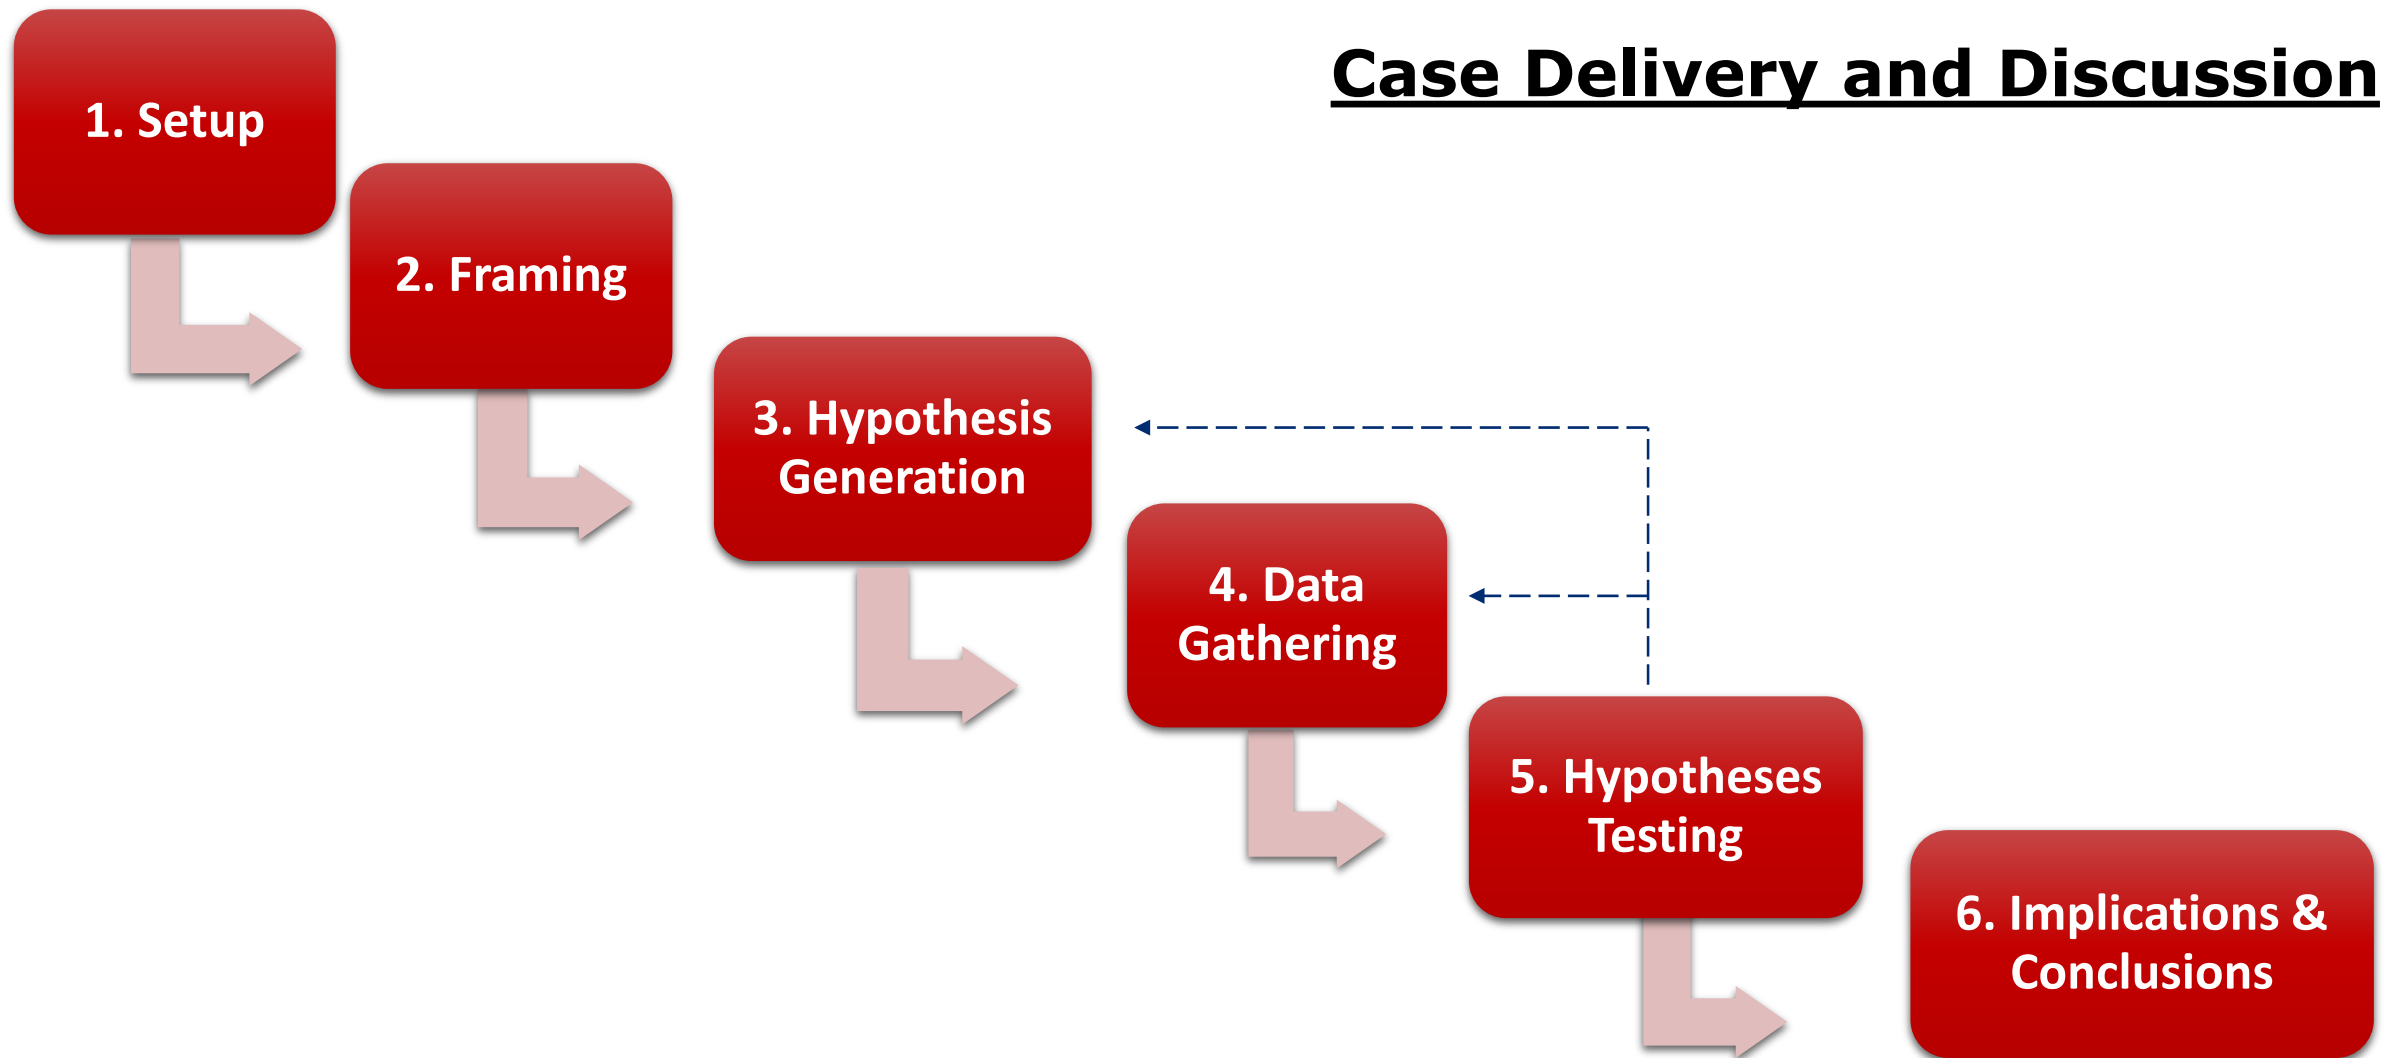 Case Delivery and Discussion
1. Setup
2. Framing
3. Hypothesis
Generation
4. Data
Gathering
5. Hypotheses
Testing
6. Implications &
Conclusions